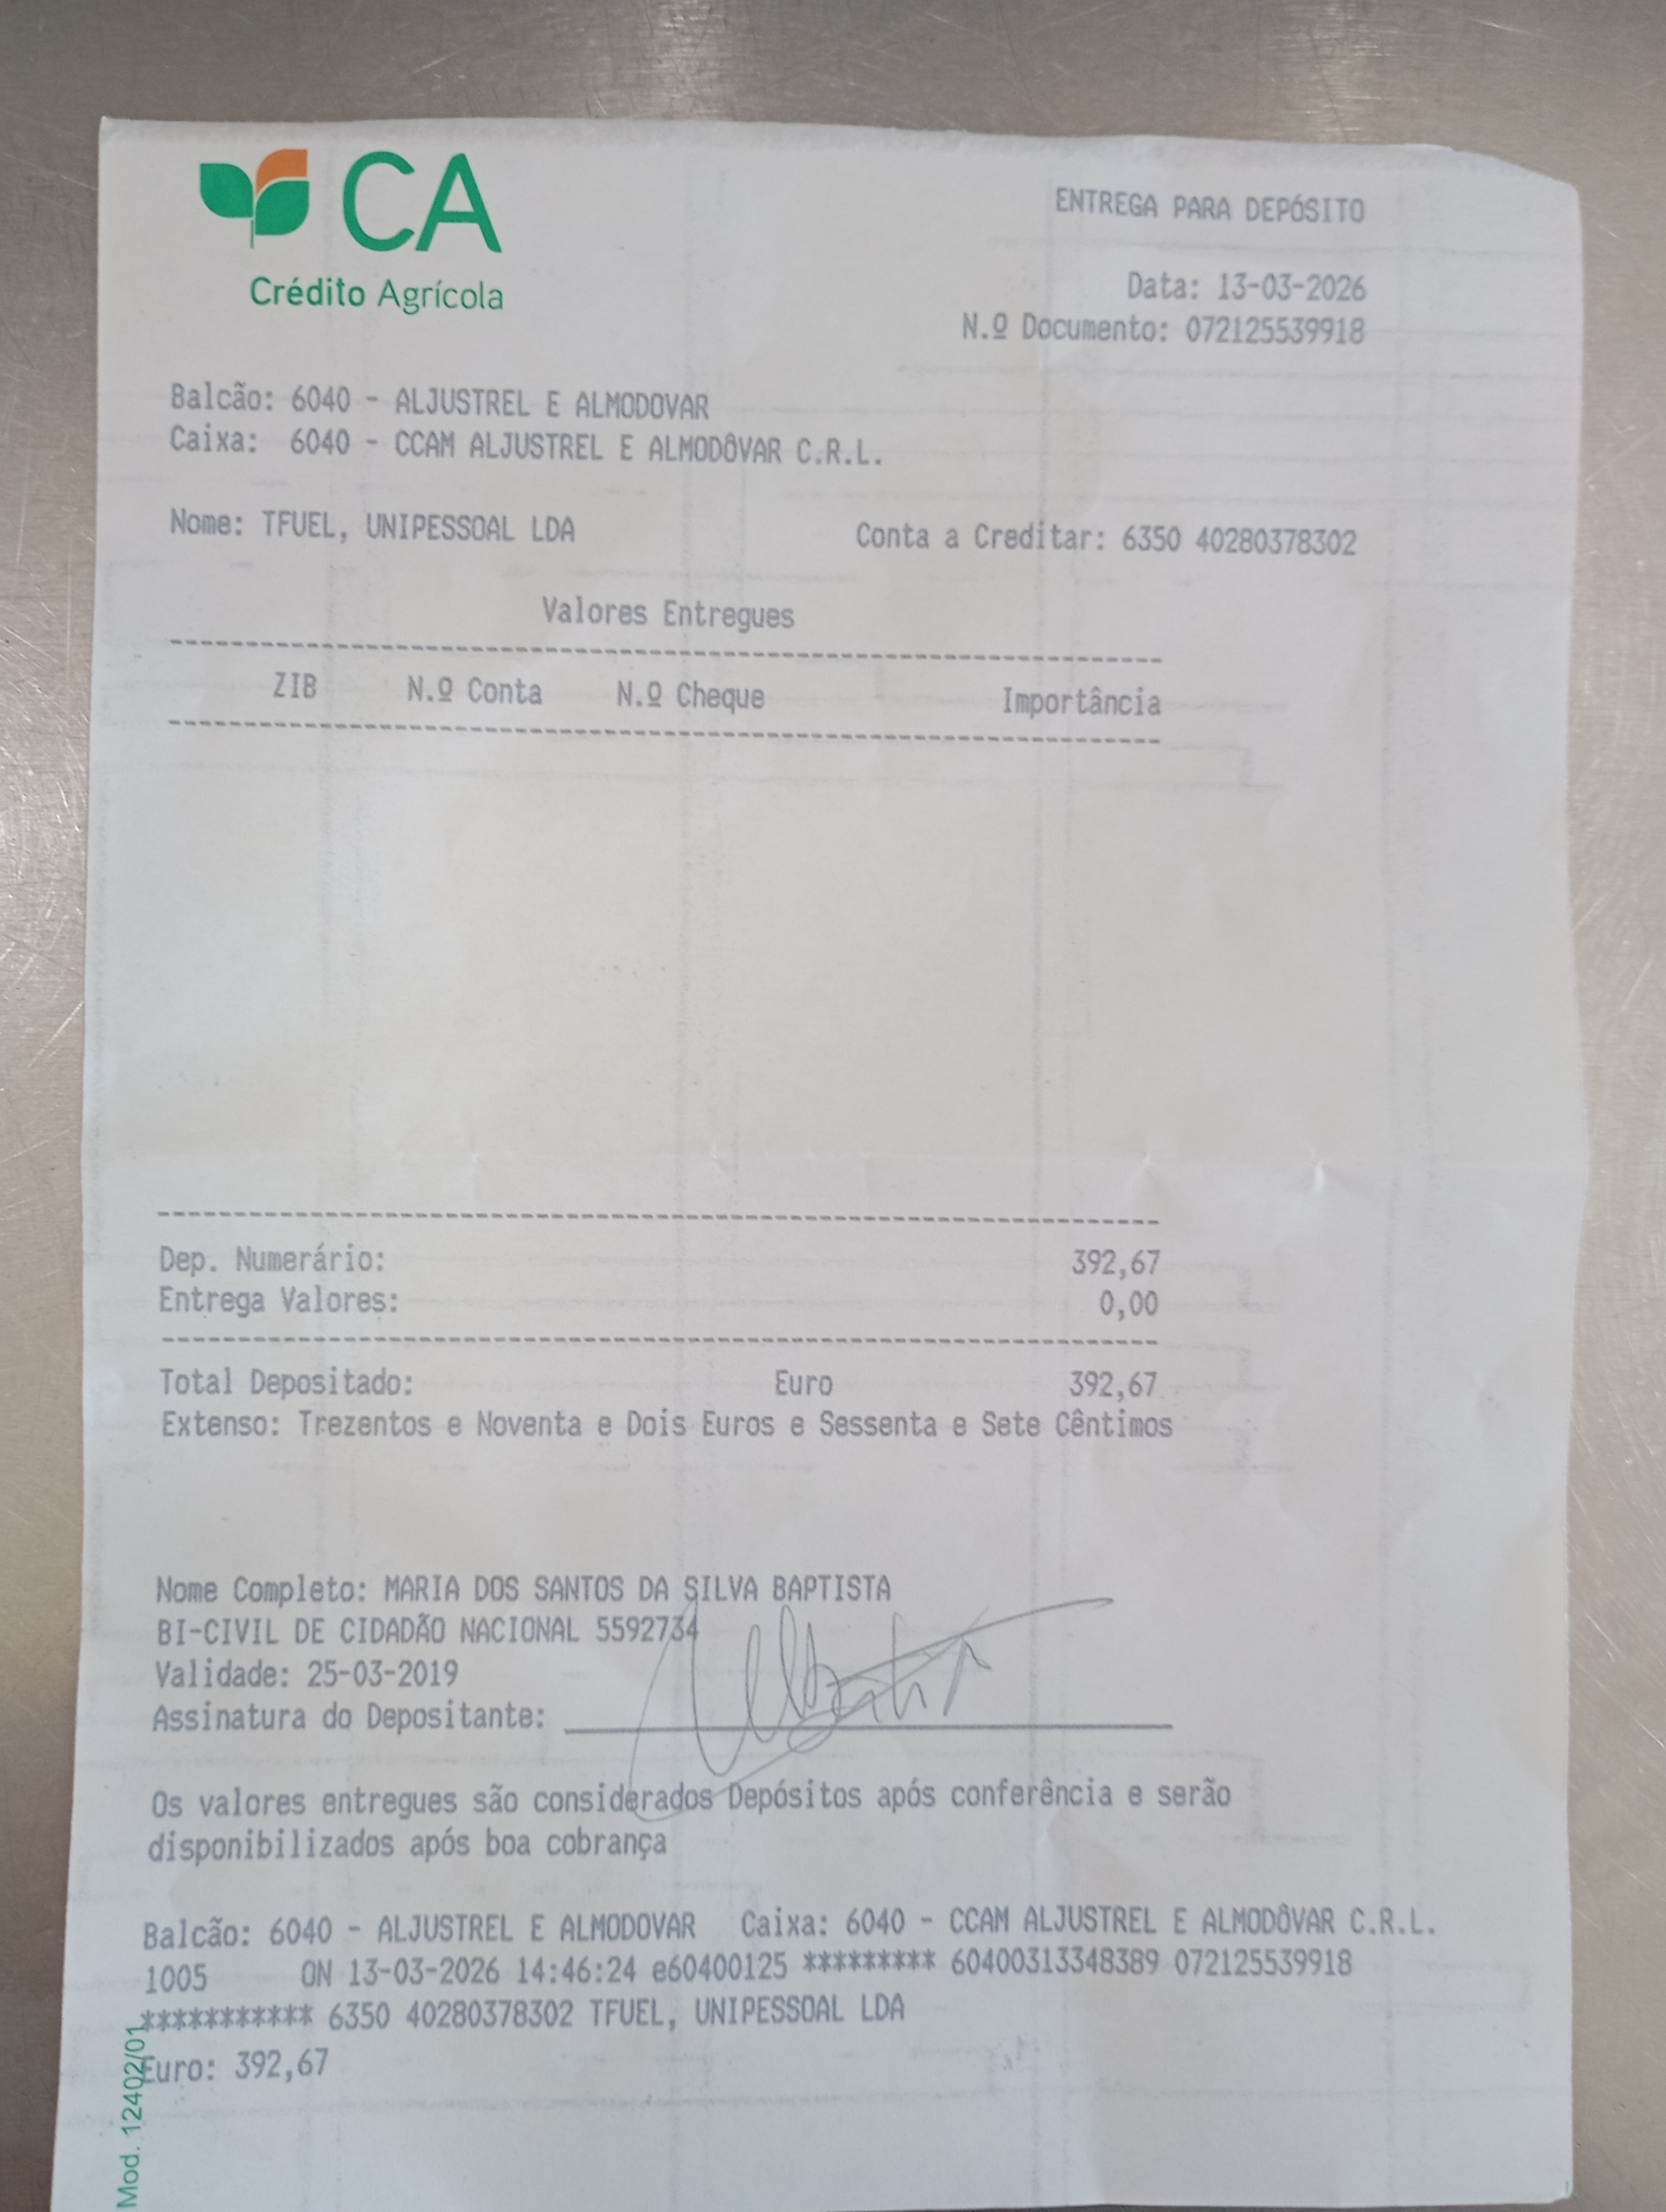 CA
Crédito Agrícola
ENTREGA PARA DEPÓSITO
Data: 13-03-2026
N.º Documento: 072125539918
Balcão: 6040 - ALJUSTREL E ALMODOVAR
Caixa: 6040 - CCAM ALJUSTREL E ALMODÔVAR C.R.L.
Nome: TFUEL, UNIPESSOAL LDA Conta a Creditar: 6350 40280378302
Valores Entregues
ZIB N.º Conta N.º Cheque Importância
Dep. Numerário: 392,67
Entrega Valores: 0,00
Total Depositado: Euro 392,67
Extenso: Trezentos e Noventa e Dois Euros e Sessenta e Sete Cêntimos
Nome Completo: MARIA DOS SANTOS DA SILVA BAPTISTA
BI-CIVIL DE CIDADÃO NACIONAL 5592734
Validade: 25-03-2019
Assinatura do Depositante:
Os valores entregues são considerados Depósitos após conferência e serão
disponibilizados após boa cobrança
Balcão: 6040 - ALJUSTREL E ALMODOVAR Caixa: 6040 - CCAM ALJUSTREL E ALMODÔVAR C.R.L.
1005 ON 13-03-2026 14:46:24 e60400125 ********* 60400313348389 072125539918
*********** 6350 40280378302 TFUEL, UNIPESSOAL LDA
Euro: 392,67
Mod. 12402/01